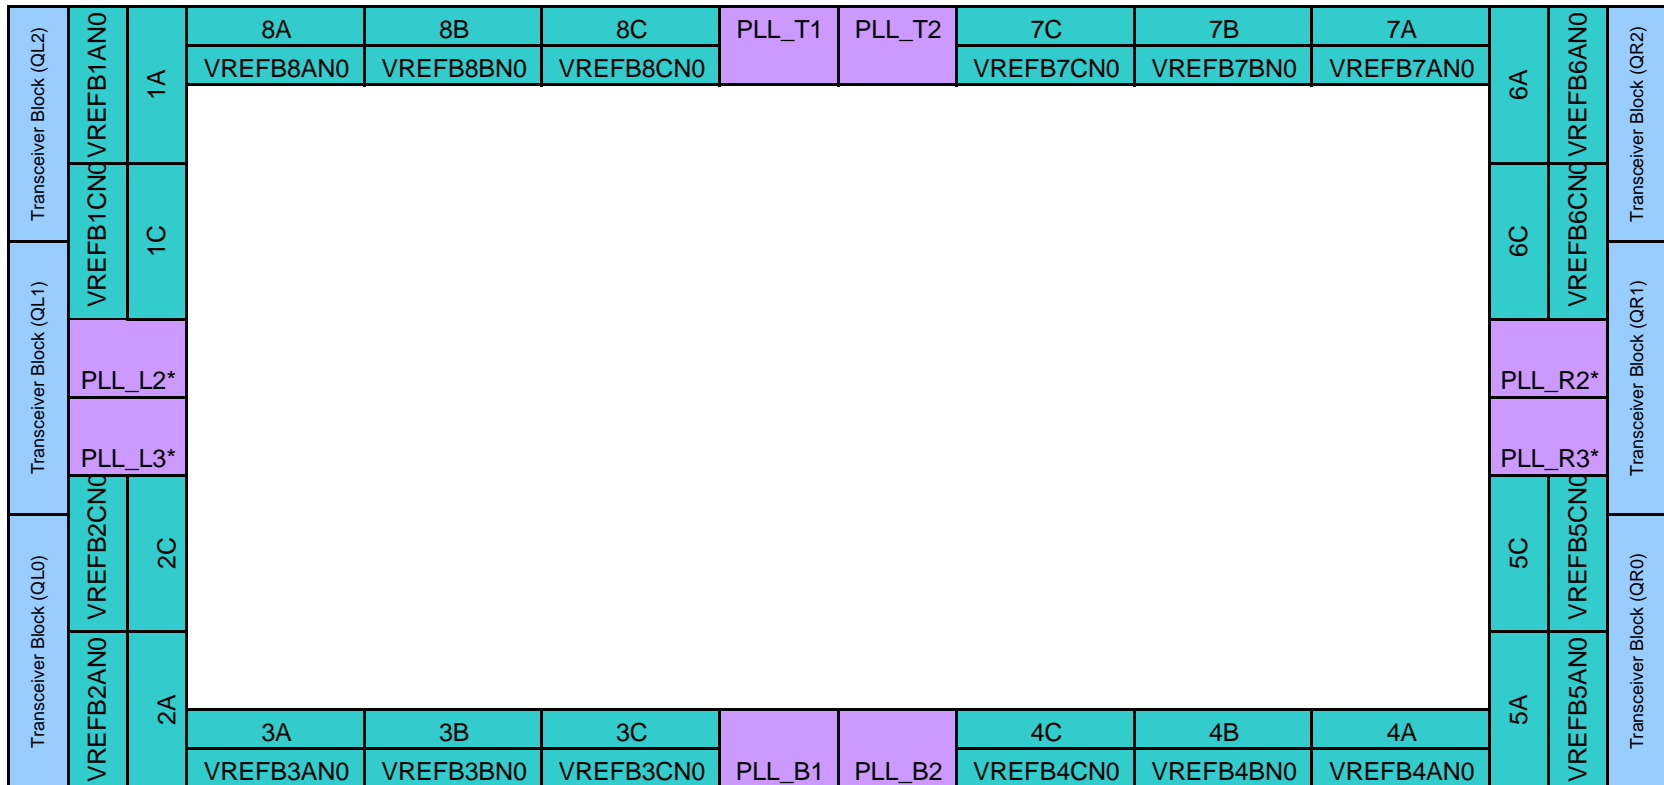 8A 8B 8C PLL_T1 PLL_T2 7C 7B 7A
VREFB8AN0 VREFB8BN0 VREFB8CN0 VREFB7CN0 VREFB7BN0 VREFB7AN0
Transceiver Block (QL2)
VREFB1AN0
1A
6A
VREFB6AN0
Transceiver Block (QR2)
VREFB1CN0
1C
6C
VREFB6CN0
Transceiver Block (QL1)
PLL_L2*
PLL_R2*
Transceiver Block (QR1)
PLL_L3*
PLL_R3*
VREFB2CN0
2C
5C
VREFB5CN0
Transceiver Block (QL0)
VREFB2AN0
2A
5A
VREFB5AN0
Transceiver Block (QR0)
3A 3B 3C 4C 4B 4A
VREFB3AN0 VREFB3BN0 VREFB3CN0 PLL_B1 PLL_B2 VREFB4CN0 VREFB4BN0 VREFB4AN0